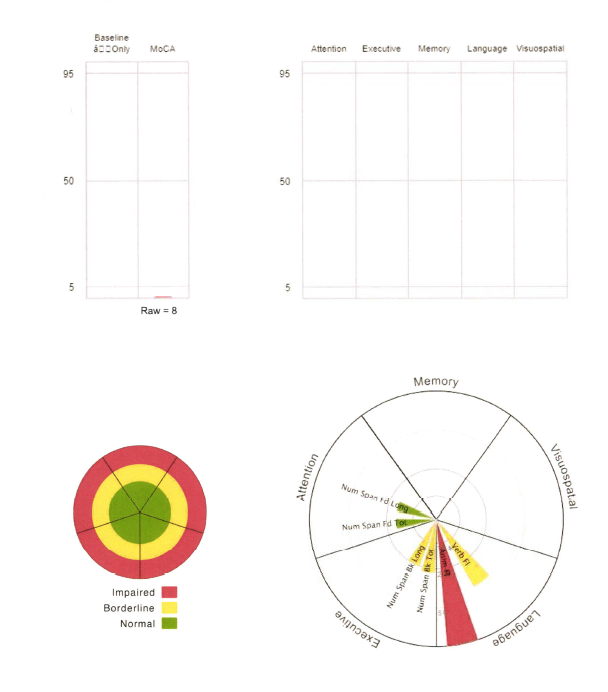 Baseline
â□□Only MoCA
Attention Executive Memory Language Visuospatial
95
95
50
50
5
5
Raw = 8
Memory
Attention
Visuospatal
Num Span Fd Long
Num Span Fd Tot
Num Span Bk Long
Num Span Bk Tot
Verb Fl
Executive
Language
Impaired
Borderline
Normal